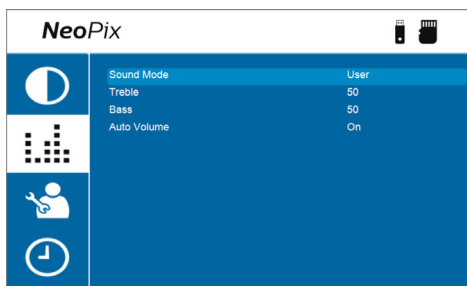 NeoPix
Sound Mode User
Treble 50
Bass 50
Auto Volume On